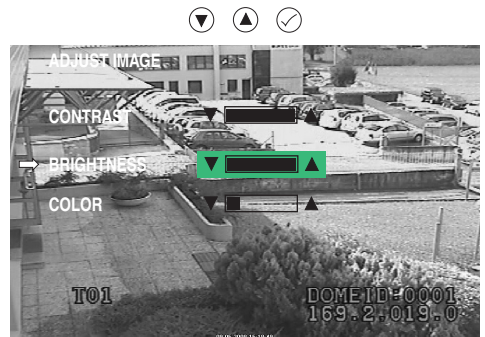 ADJUST IMAGE
CONTRAST
BRIGHTNESS
COLOR
T01
DOMEID:0001
169.2,019.0